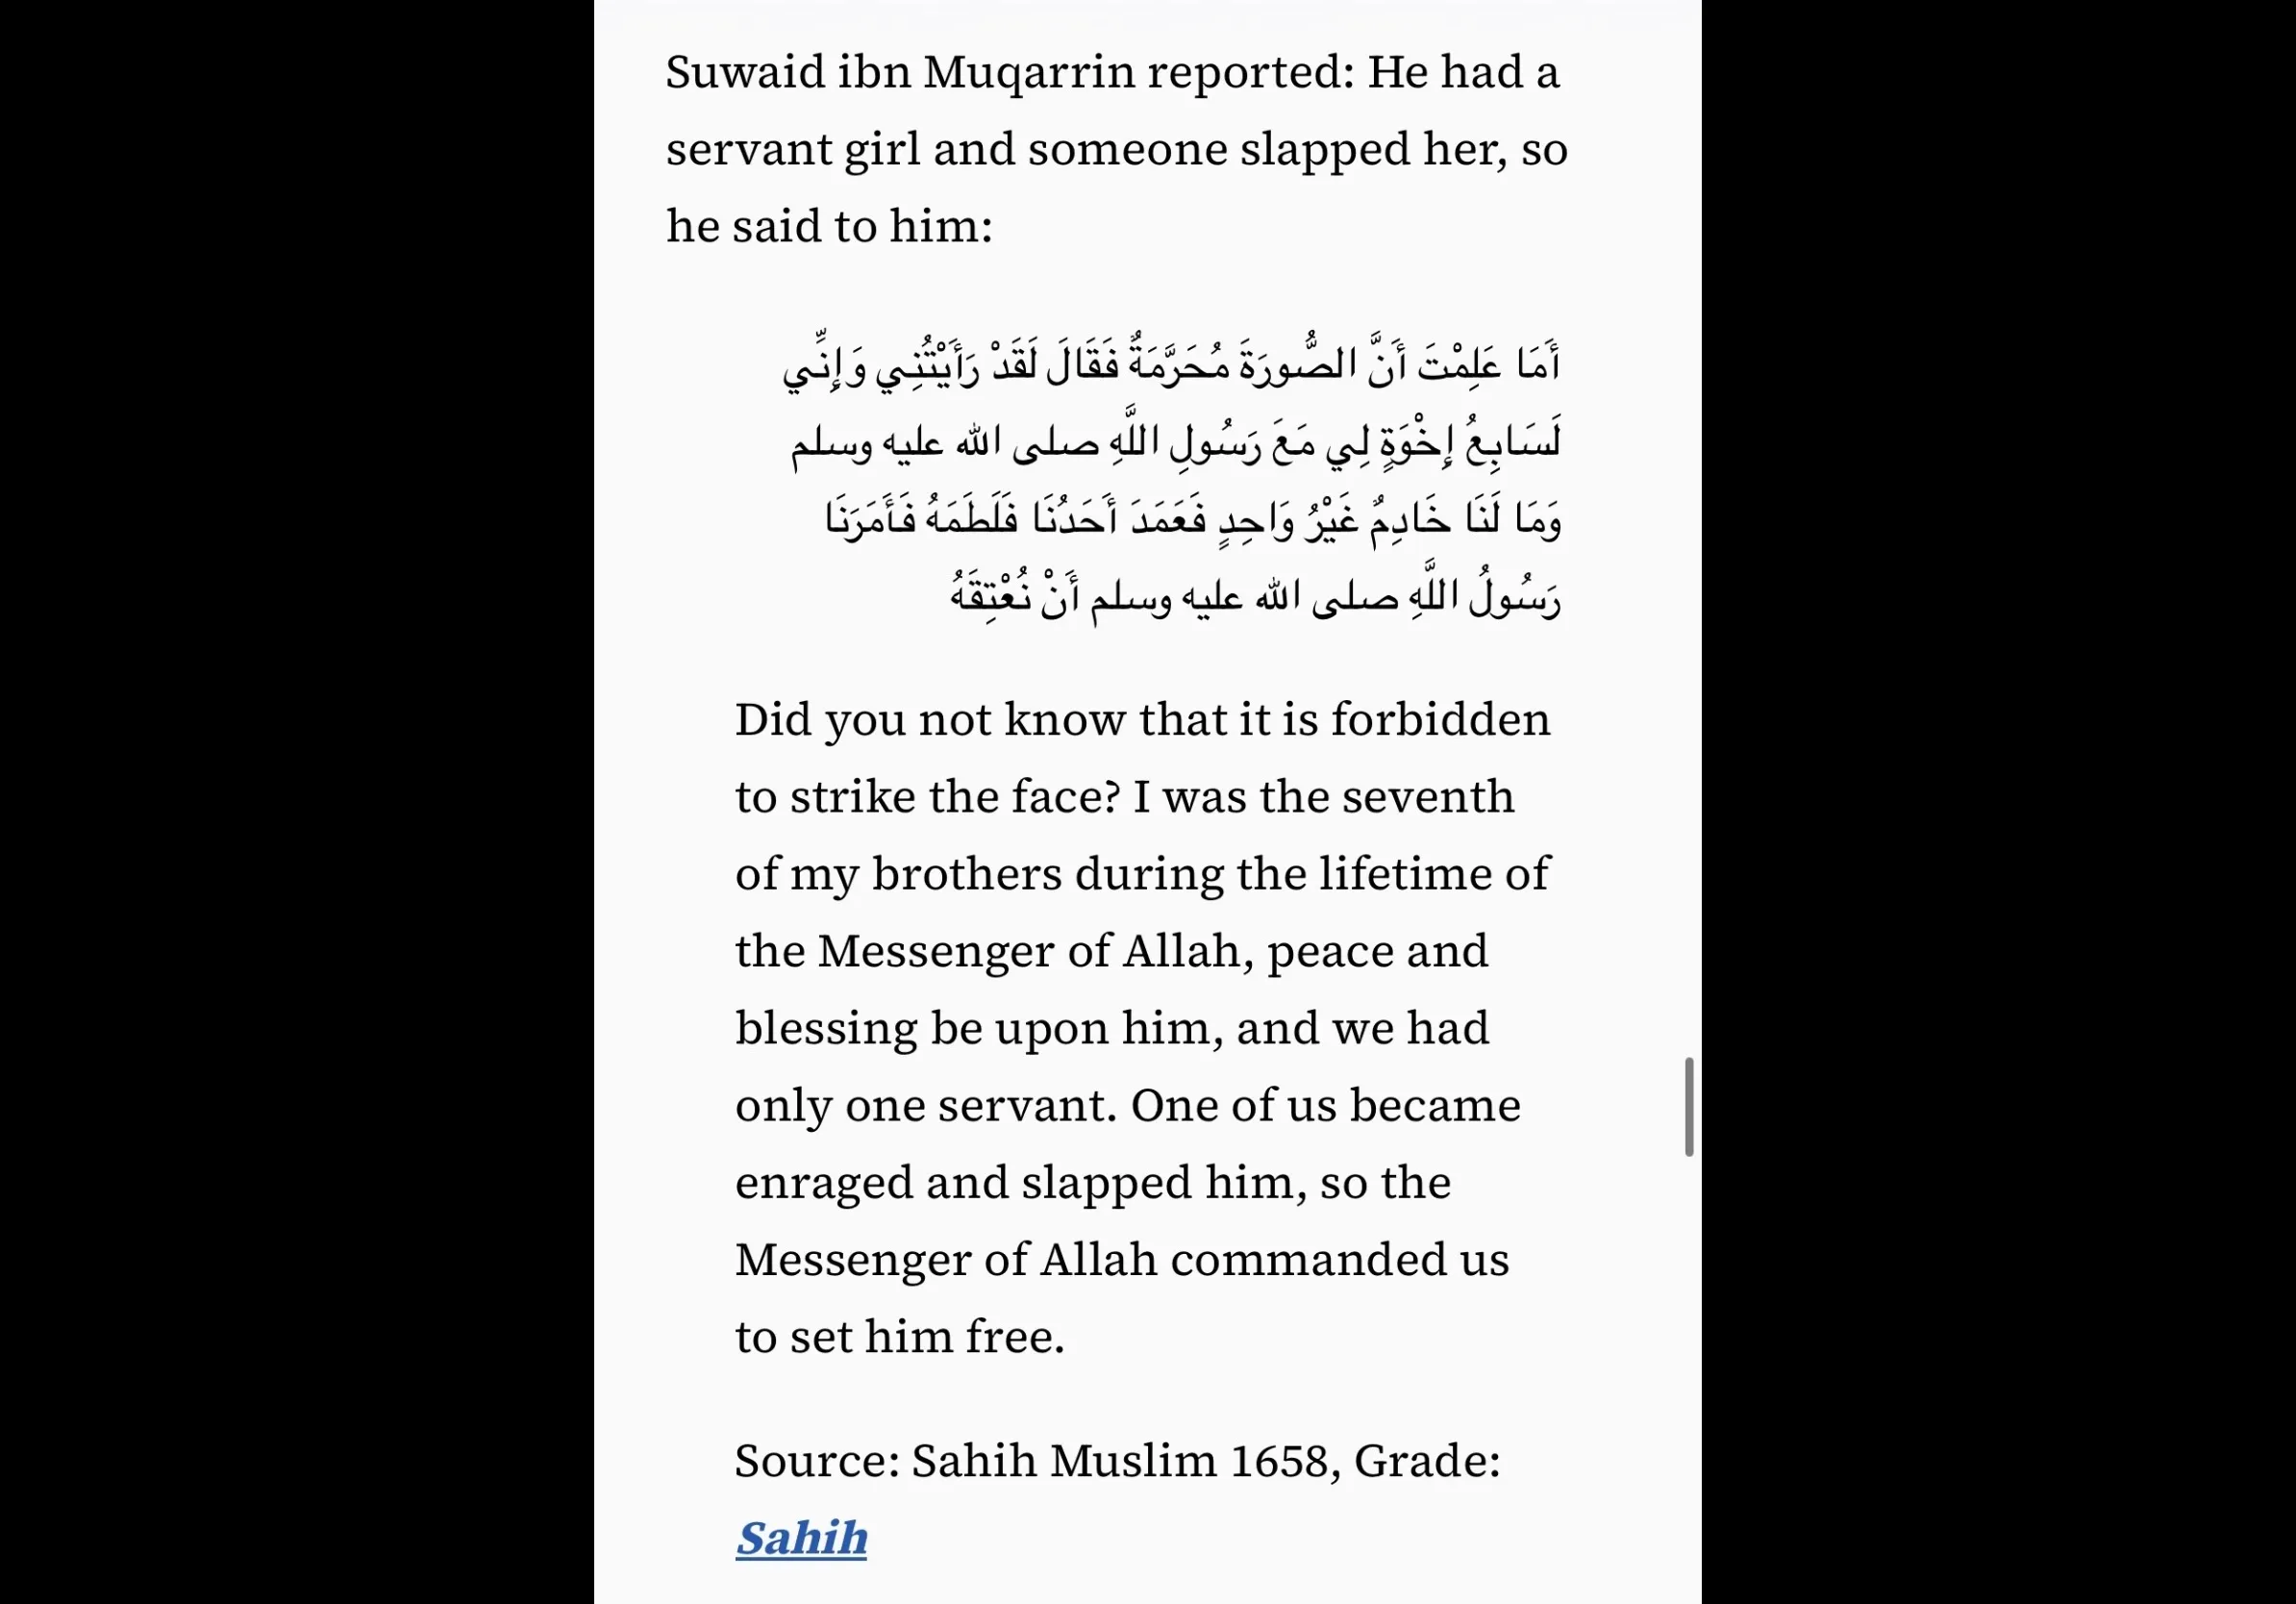 Suwaid ibn Muqarrin reported: He had a
servant girl and someone slapped her, so
he said to him:
أَمَا عَلِمْتَ أَنَّ الصُّورَةَ مُحَرَّمَةٌ فَقَالَ لَقَدْ رَأَيْتُنِي وَإِنِّي
لَسَابِعُ إِخْوَةٍ لِي مَعَ رَسُولِ اللَّهِ صلى الله عليه وسلم
وَمَا لَنَا خَادِمٌ غَيْرُ وَاحِدٍ فَعَمَدَ أَحَدُنَا فَلَطَمَهُ فَأَمَرَنَا
رَسُولُ اللَّهِ صلى الله عليه وسلم أَنْ نُعْتِقَهُ
Did you not know that it is forbidden
to strike the face? I was the seventh
of my brothers during the lifetime of
the Messenger of Allah, peace and
blessing be upon him, and we had
only one servant. One of us became
enraged and slapped him, so the
Messenger of Allah commanded us
to set him free.
Source: Sahih Muslim 1658, Grade:
Sahih